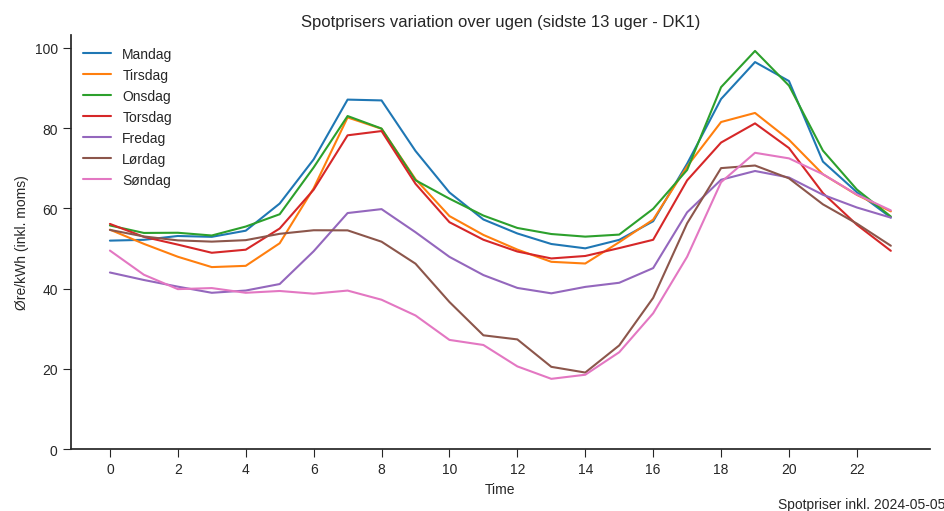 Spotprisers variation over ugen (sidste 13 uger - DK1)
Mandag
Tirsdag
Onsdag
Torsdag
Fredag
Lørdag
Søndag
Øre/kWh (inkl. moms)
100
80
60
40
20
0
0 2 4 6 8 10 12 14 16 18 20 22
Time
Spotpriser inkl. 2024-05-05